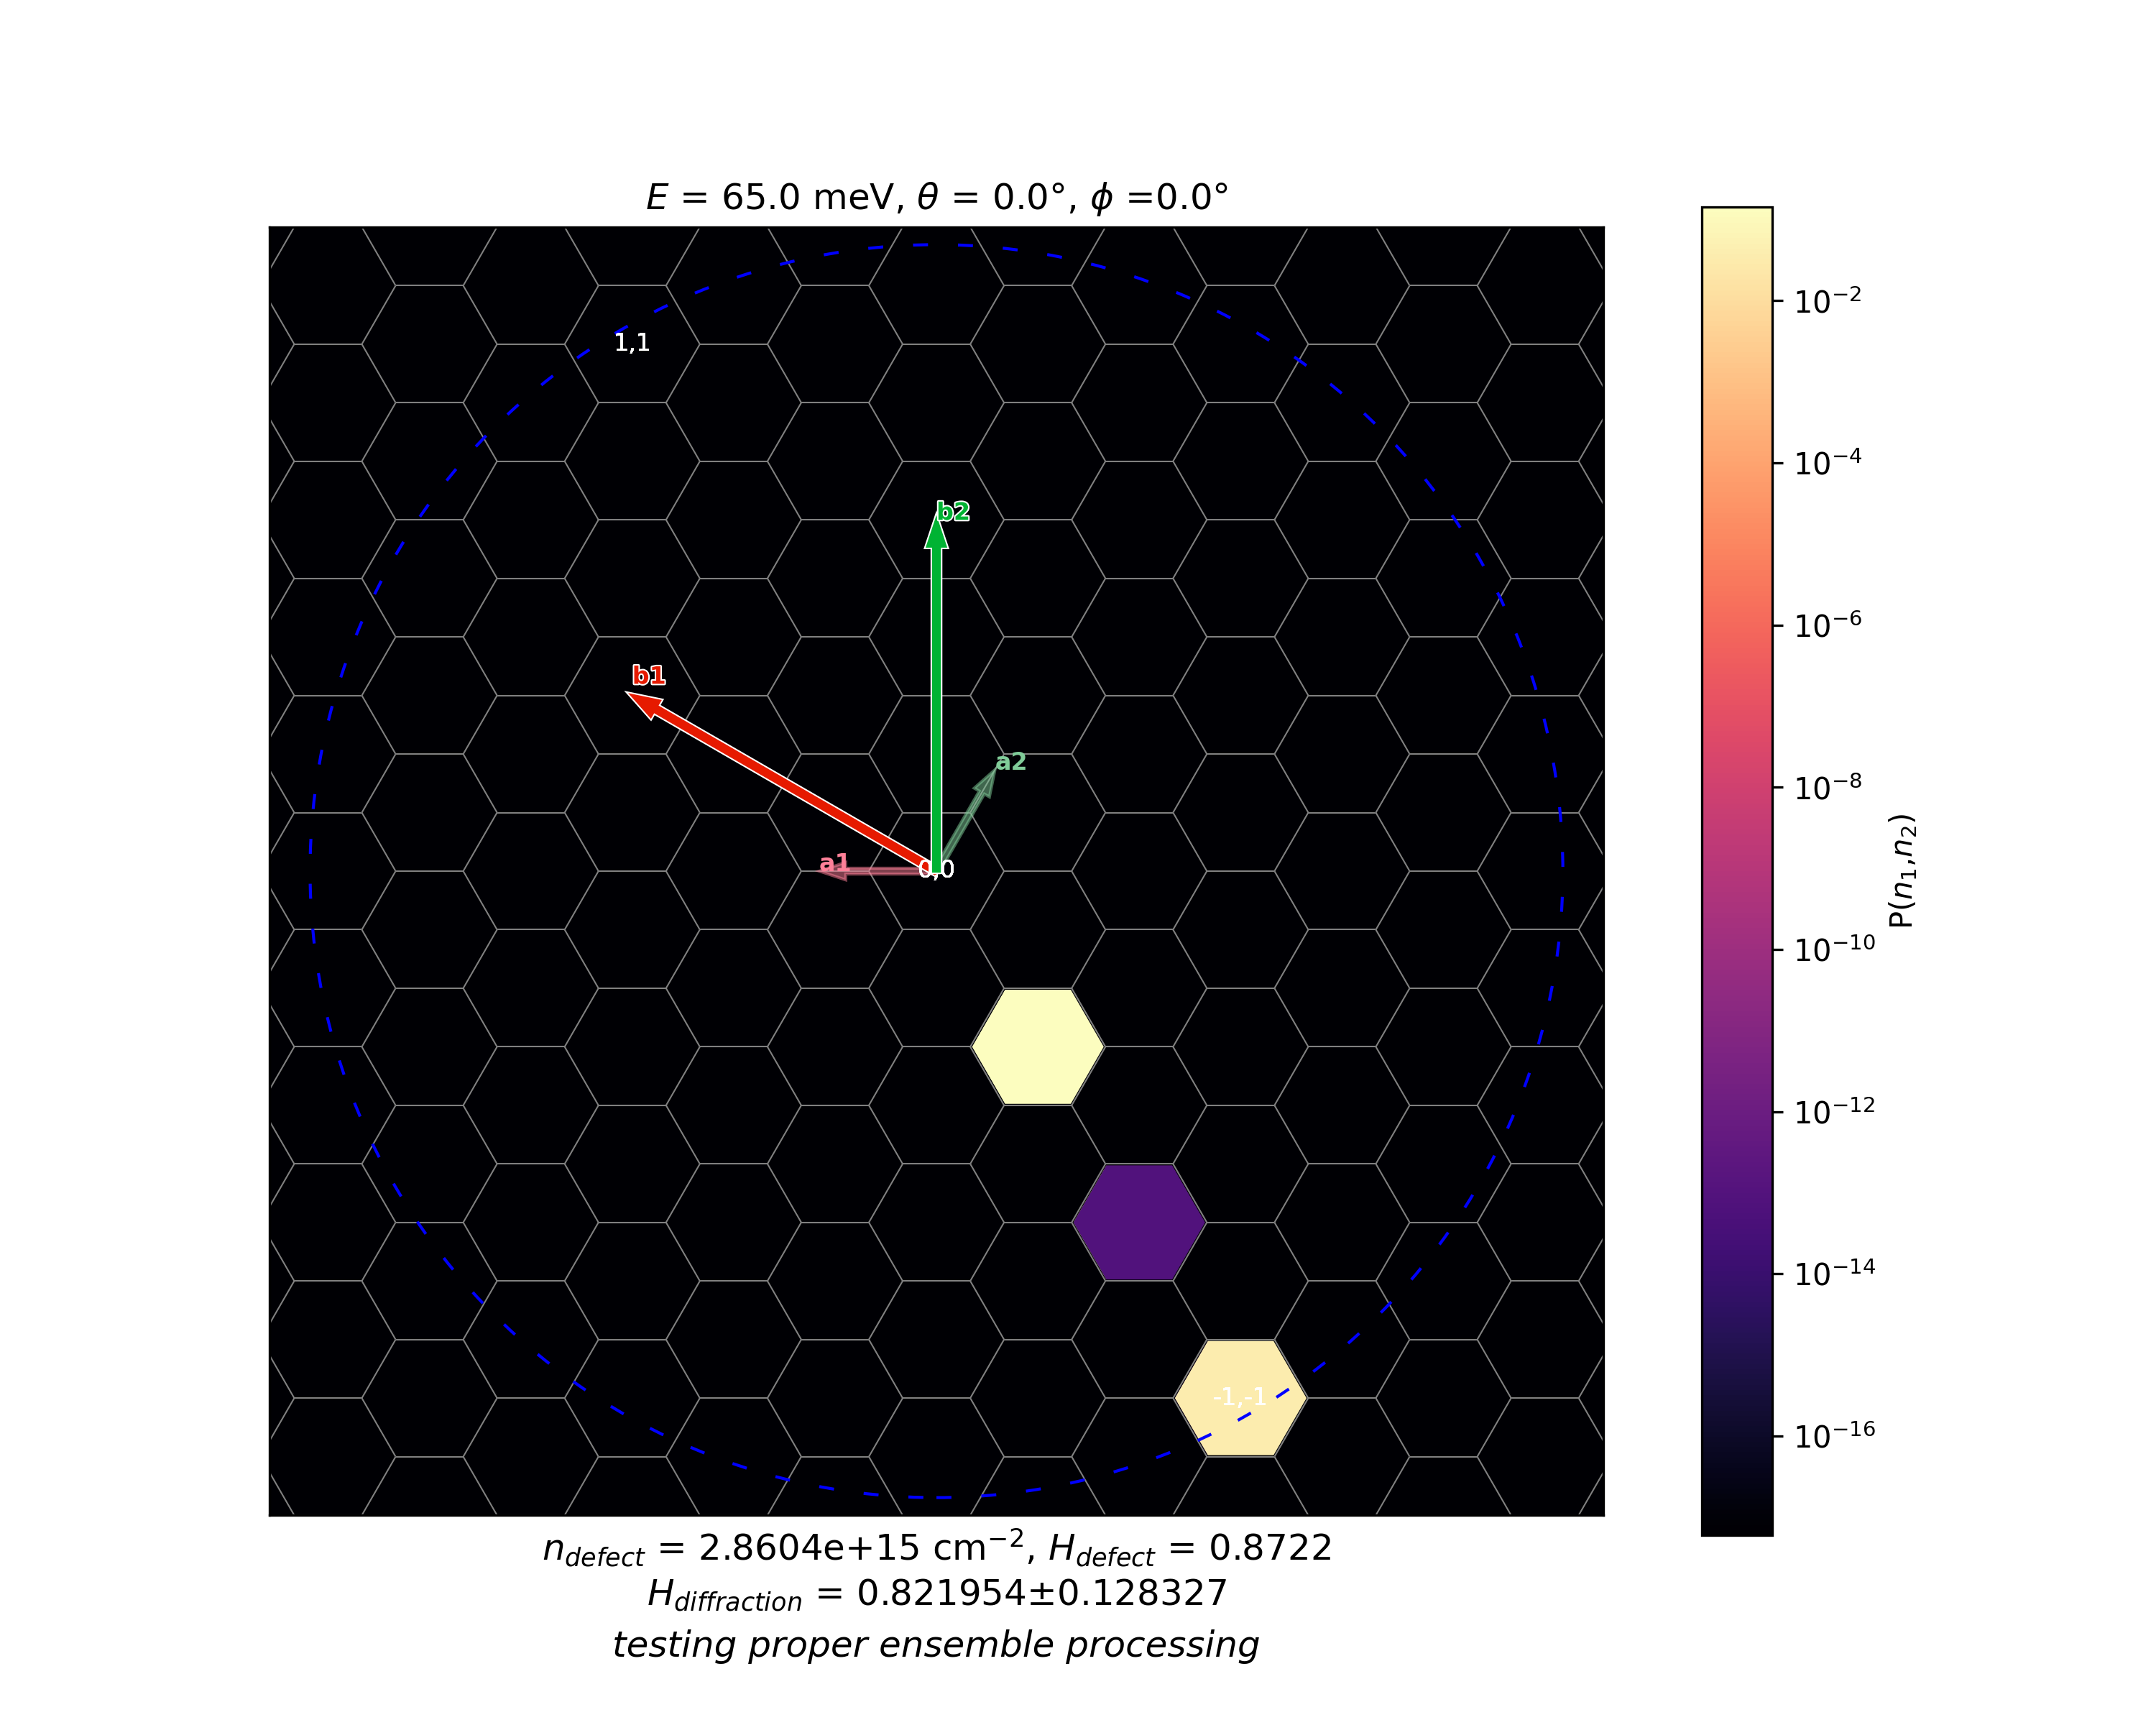 E = 65.0 meV, θ = 0.0°, ϕ =0.0°
1,1
b2
b1
a2
a1
0,0
-1,-1
10⁻²
10⁻⁴
10⁻⁶
10⁻⁸
10⁻¹⁰
10⁻¹²
10⁻¹⁴
10⁻¹⁶
P(n₁,n₂)
n_defect = 2.8604e+15 cm⁻², H_defect = 0.8722
H_diffraction = 0.821954±0.128327
testing proper ensemble processing